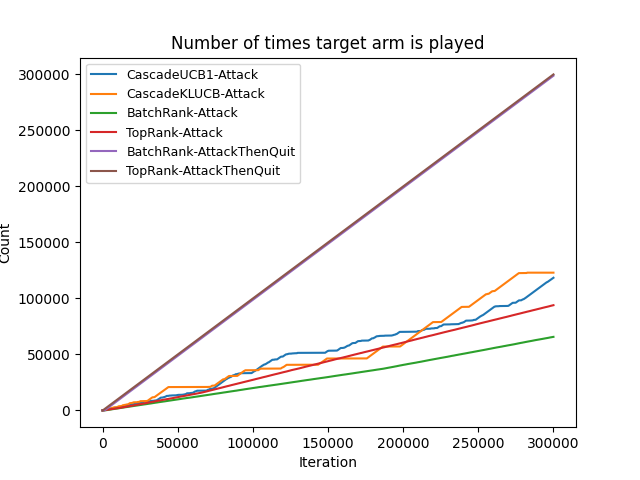 Number of times target arm is played
CascadeUCB1-Attack
CascadeKLUCB-Attack
BatchRank-Attack
TopRank-Attack
BatchRank-AttackThenQuit
TopRank-AttackThenQuit
300000
250000
200000
150000
100000
50000
0
Count
0 50000 100000 150000 200000 250000 300000
Iteration